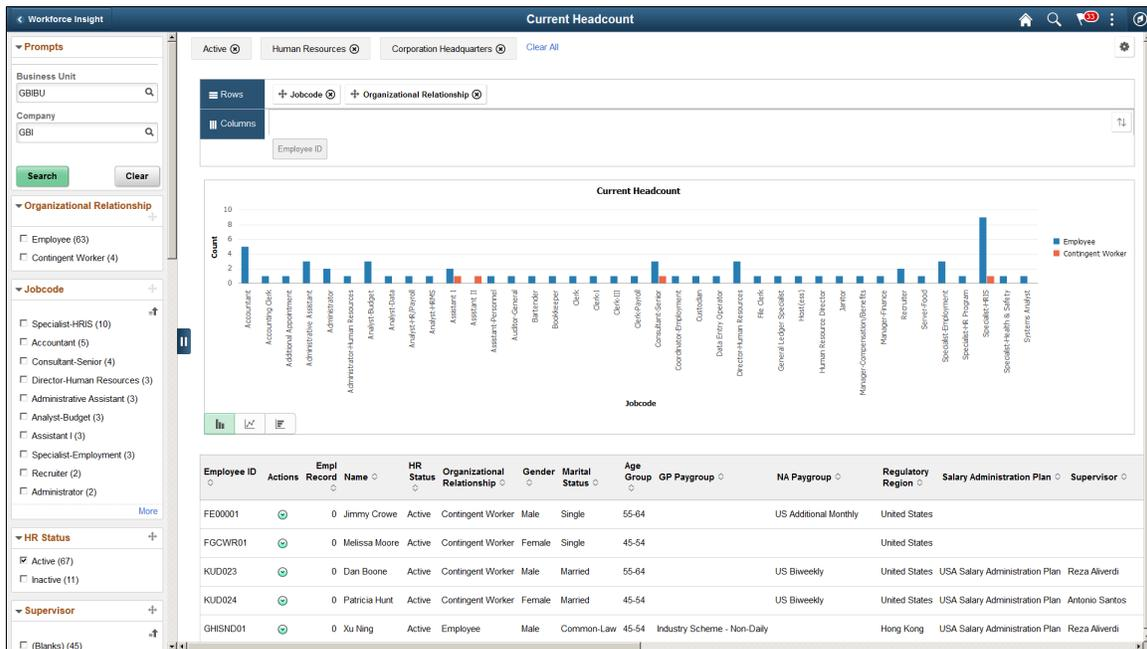 Workforce Insight
Current Headcount
33
Prompts
Business Unit
GBIBU
Company
GBI
Search Clear
Organizational Relationship
Employee (63)
Contingent Worker (4)
Jobcode
Specialist-HRIS (10)
Accountant (5)
Consultant-Senior (4)
Director-Human Resources (3)
Administrative Assistant (3)
Analyst-Budget (3)
Assistant I (3)
Specialist-Employment (3)
Recruiter (2)
Administrator (2)
More
HR Status
Active (67)
Inactive (11)
Supervisor
(Blanks) (45)
Active Human Resources Corporation Headquarters Clear All
Rows Jobcode Organizational Relationship
Columns
Employee ID
Current Headcount
Count
10
8
6
4
2
0
Accountant
Accounting Clerk
Additional Appointment
Administrative Assistant
Administrator
Administrator-Human Resources
Analyst-Budget
Analyst-Data
Analyst-HR/Payroll
Analyst-HRMS
Assistant I
Assistant II
Assistant-Personnel
Auditor-General
Bartender
Bookkeeper
Clerk
Clerk-I
Clerk-III
Clerk-Payroll
Consultant-Senior
Coordinator-Employment
Custodian
Data Entry Operator
Director-Human Resources
File Clerk
General Ledger Specialist
Host(ess)
Human Resource Director
Janitor
Manager-Compensation/Benefits
Manager-Finance
Recruiter
Server-Food
Specialist-Employment
Specialist-HR Program
Specialist-HRIS
Specialist-Health & Safety
Systems Analyst
Jobcode
Employee
Contingent Worker
Employee ID Actions Empl Record Name HR Status Organizational Relationship Gender Marital Status Age Group GP Paygroup NA Paygroup Regulatory Region Salary Administration Plan Supervisor
FE00001 0 Jimmy Crowe Active Contingent Worker Male Single 55-64 US Additional Monthly United States
FGCWR01 0 Melissa Moore Active Contingent Worker Female Single 45-54 United States
KUD023 0 Dan Boone Active Contingent Worker Male Married 55-64 US Biweekly United States USA Salary Administration Plan Reza Aliverdi
KUD024 0 Patricia Hunt Active Contingent Worker Female Married 45-54 US Biweekly United States USA Salary Administration Plan Antonio Santos
GHISND01 0 Xu Ning Active Employee Male Common-Law 45-54 Industry Scheme - Non-Daily Hong Kong USA Salary Administration Plan Reza Aliverdi